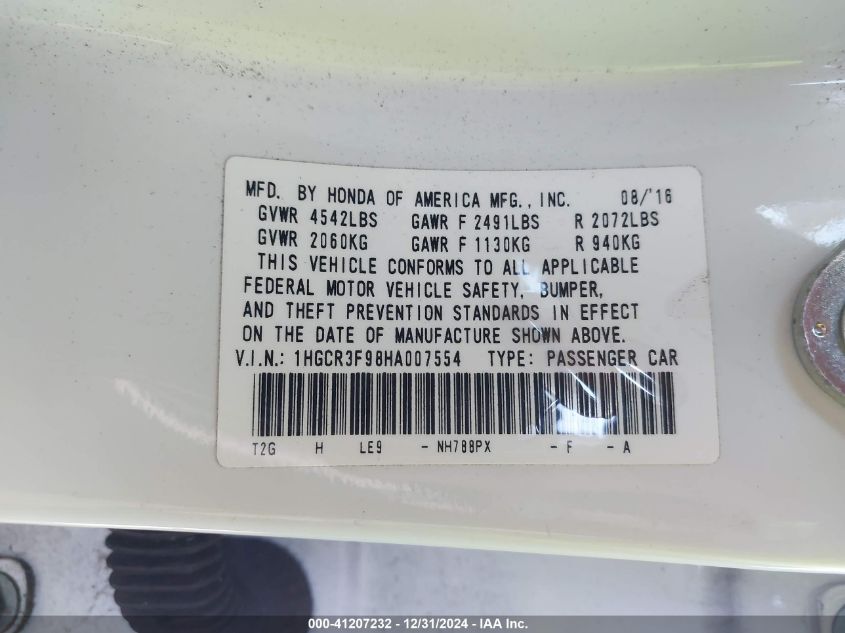 MFD. BY HONDA OF AMERICA MFG., INC. 08/'16
GVWR 4542LBS GAWR F 2491LBS R 2072LBS
GVWR 2060KG GAWR F 1130KG R 940KG
THIS VEHICLE CONFORMS TO ALL APPLICABLE
FEDERAL MOTOR VEHICLE SAFETY, BUMPER,
AND THEFT PREVENTION STANDARDS IN EFFECT
ON THE DATE OF MANUFACTURE SHOWN ABOVE.
V.I.N.: 1HGCR3F98HA007554 TYPE: PASSENGER CAR
T2G H LE9 - NH788PX - F - A
000-41207232 - 12/31/2024 - IAA Inc.